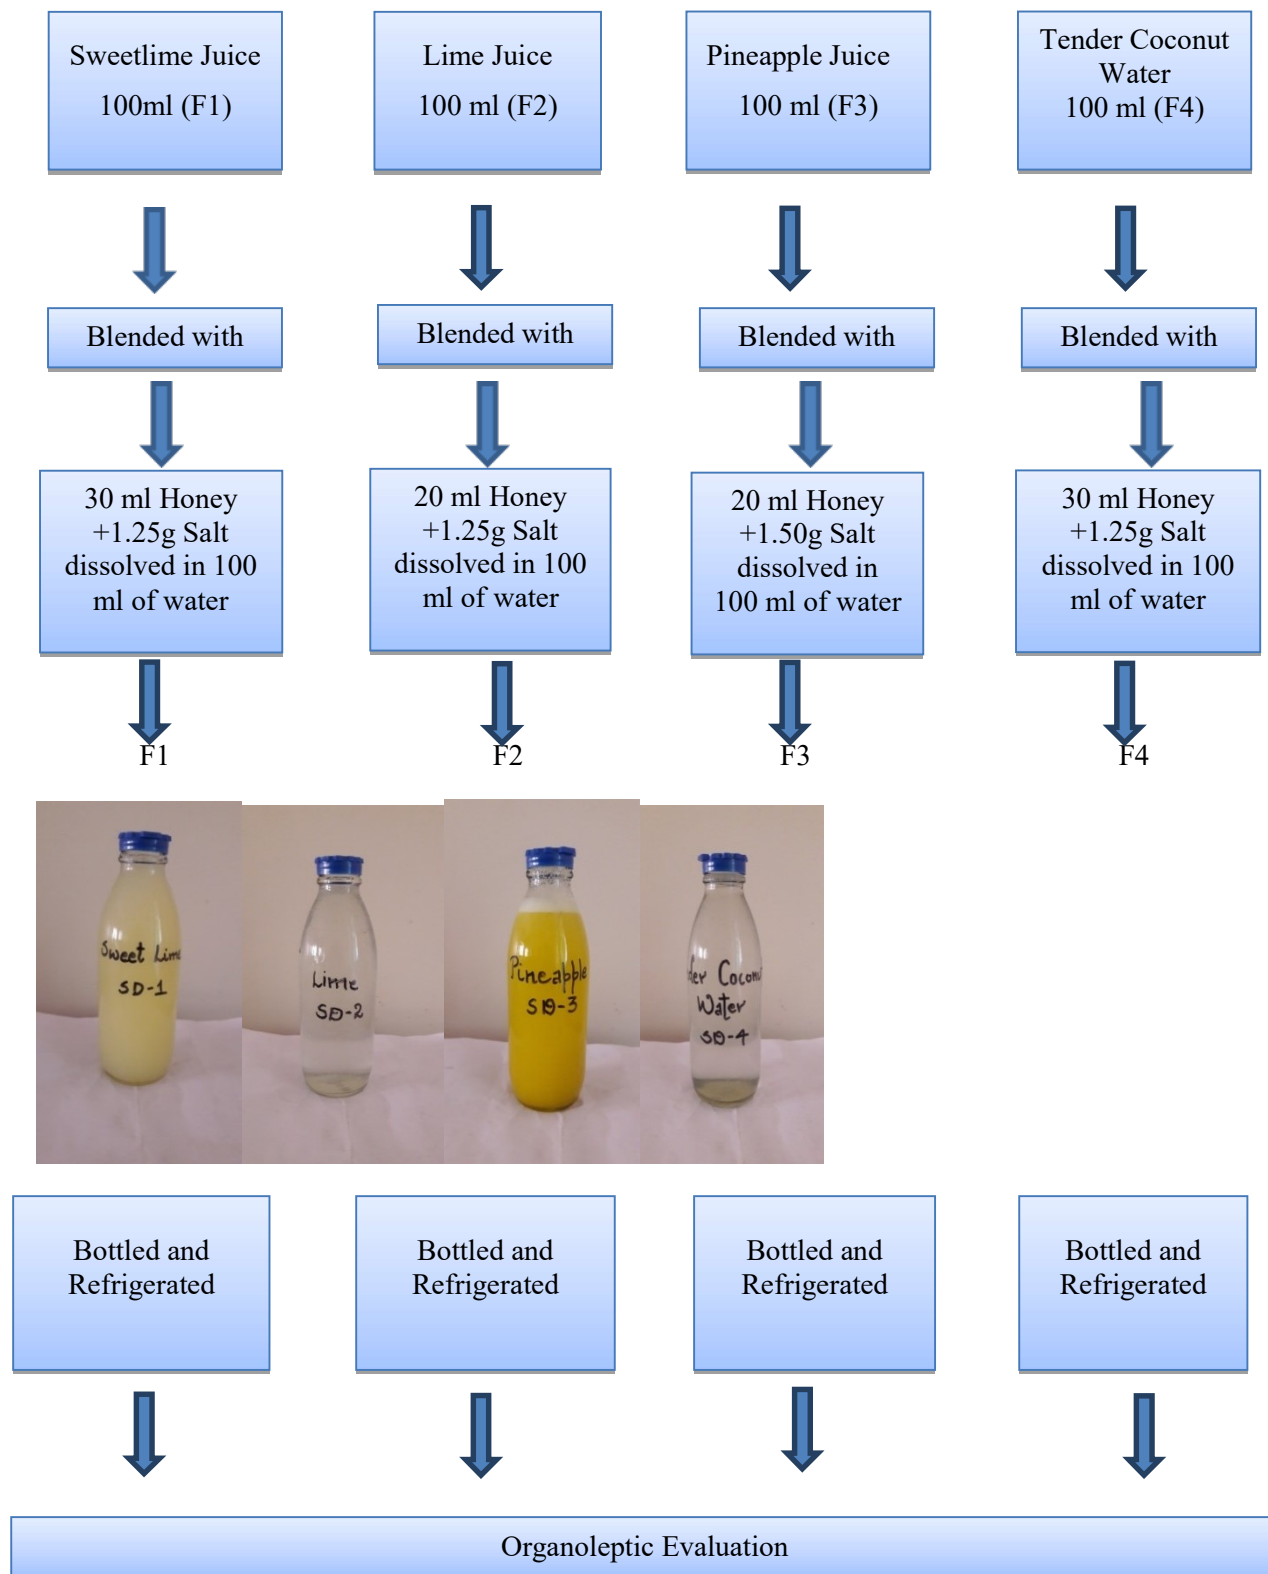 Sweetlime Juice
100ml (F1)
Lime Juice
100 ml (F2)
Pineapple Juice
100 ml (F3)
Tender Coconut
Water
100 ml (F4)
Blended with
Blended with
Blended with
Blended with
30 ml Honey
+1.25g Salt
dissolved in 100
ml of water
20 ml Honey
+1.25g Salt
dissolved in 100
ml of water
20 ml Honey
+1.50g Salt
dissolved in
100 ml of water
30 ml Honey
+1.25g Salt
dissolved in 100
ml of water
F1
F2
F3
F4
Sweet Lime
SD-1
Lime
SD-2
Pineapple
SD-3
der Coconu
Water
SD-4
Bottled and
Refrigerated
Bottled and
Refrigerated
Bottled and
Refrigerated
Bottled and
Refrigerated
Organoleptic Evaluation